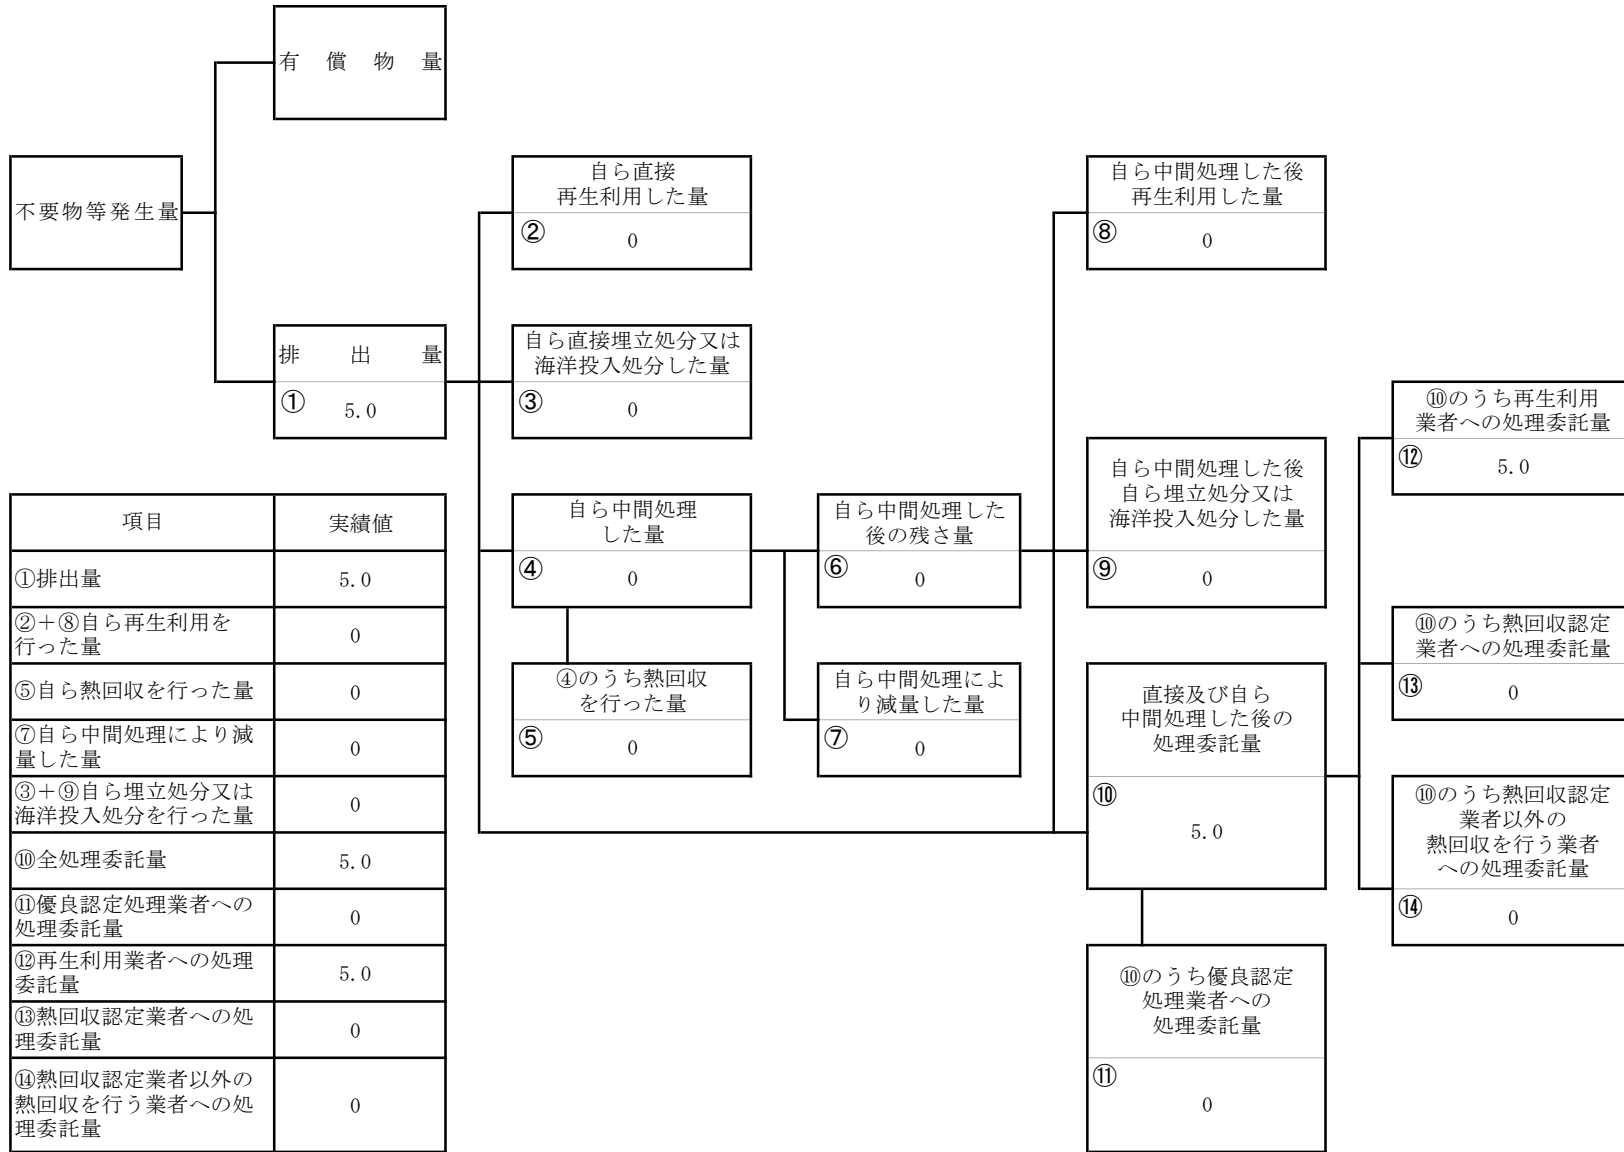 有償物量
不要物等発生量
排出量
①
5.0
自ら直接
再生利用した量
②
0
自ら直接埋立処分又は
海洋投入処分した量
③
0
自ら中間処理
した量
④
0
④のうち熱回収
を行った量
⑤
0
自ら中間処理した
後の残さ量
⑥
0
自ら中間処理によ
り減量した量
⑦
0
自ら中間処理した後
再生利用した量
⑧
0
自ら中間処理した後
自ら埋立処分又は
海洋投入処分した量
⑨
0
直接及び自ら
中間処理した後の
処理委託量
⑩
5.0
⑩のうち優良認定
処理業者への
処理委託量
⑪
0
⑩のうち再生利用
業者への処理委託量
⑫
5.0
⑩のうち熱回収認定
業者への処理委託量
⑬
0
⑩のうち熱回収認定
業者以外の
熱回収を行う業者
への処理委託量
⑭
0
項目
実績値
①排出量
5.0
②＋⑧自ら再生利用を
行った量
0
⑤自ら熱回収を行った量
0
⑦自ら中間処理により減
量した量
0
③＋⑨自ら埋立処分又は
海洋投入処分を行った量
0
⑩全処理委託量
5.0
⑪優良認定処理業者への
処理委託量
0
⑫再生利用業者への処理
委託量
5.0
⑬熱回収認定業者への処
理委託量
0
⑭熱回収認定業者以外の
熱回収を行う業者への処
理委託量
0